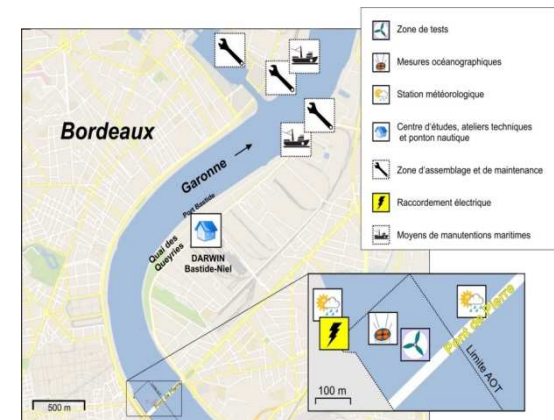 Zone de tests
Mesures océanographiques
Station météorologique
Centre d'études, ateliers techniques
et ponton nautique
Zone d'assemblage et de maintenance
Raccordement électrique
Moyens de manutentions maritimes
Bordeaux
Garonne
Port Bastide
Quai des
Queyries
DARWIN
Bastide-Niel
500 m
Pont de Pierre
Limite AOT
100 m